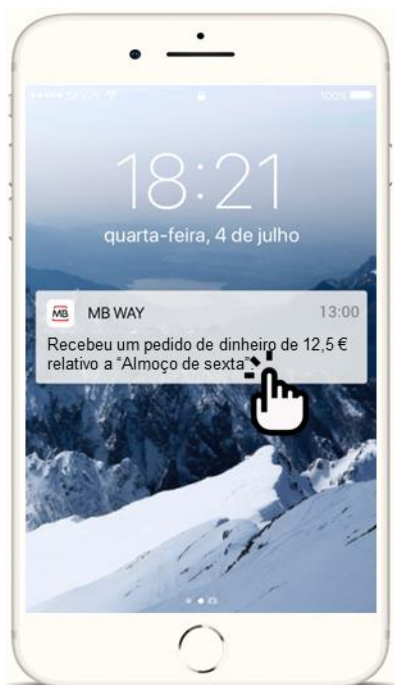 100%
18:21
quarta-feira, 4 de julho
MB MB WAY 13:00
Recebeu um pedido de dinheiro de 12,5 €
relativo a “Almoço de sexta”.